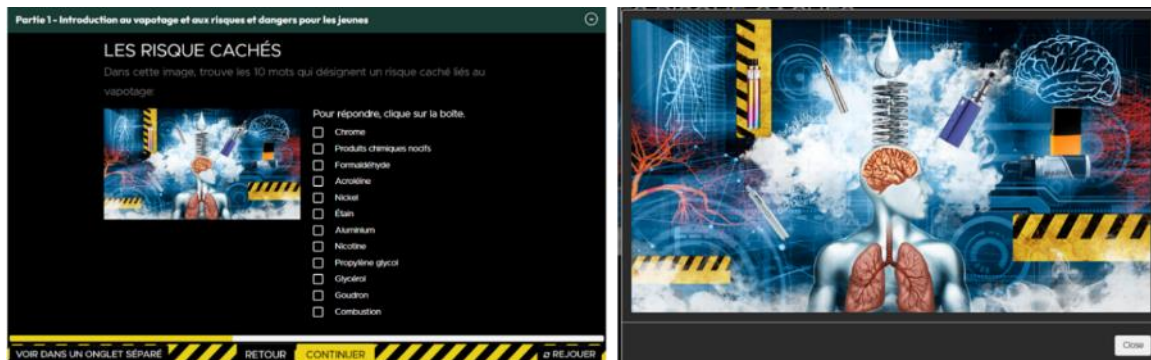 Partie 1 - Introduction au vapotage et aux risques et dangers pour les jeunes
LES RISQUE CACHÉS
Dans cette image, trouve les 10 mots qui désignent un risque caché liés au
vapotage:
Pour répondre, clique sur la boîte.
Chrome
Produits chimiques nocifs
Formaldéhyde
Acroléine
Nickel
Étain
Aluminium
Nicotine
Propylène glycol
Glycérol
Goudron
Combustion
VOIR DANS UN ONGLET SÉPARÉ
RETOUR
CONTINUER
REJOUER
Close